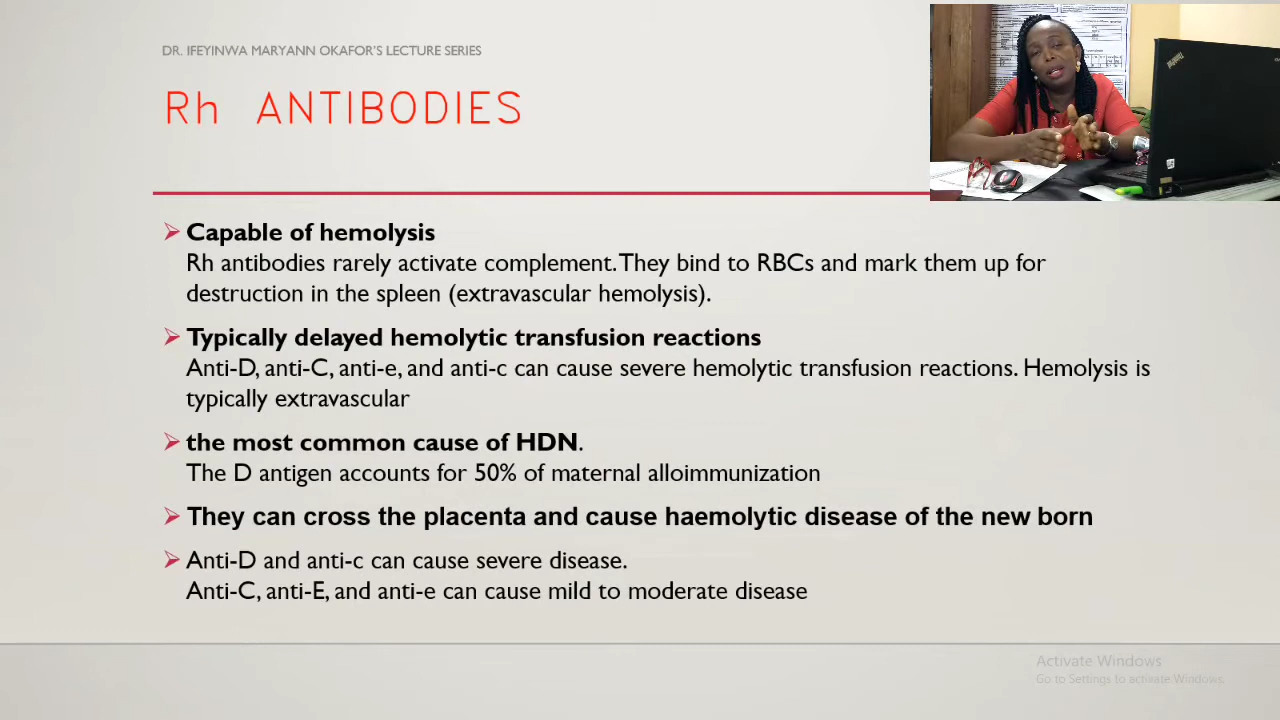 DR. IFEYINWA MARYANN OKAFOR'S LECTURE SERIES
Rh ANTIBODIES
Capable of hemolysis
Rh antibodies rarely activate complement. They bind to RBCs and mark them up for
destruction in the spleen (extravascular hemolysis).
Typically delayed hemolytic transfusion reactions
Anti-D, anti-C, anti-e, and anti-c can cause severe hemolytic transfusion reactions. Hemolysis is
typically extravascular
the most common cause of HDN.
The D antigen accounts for 50% of maternal alloimmunization
They can cross the placenta and cause haemolytic disease of the new born
Anti-D and anti-c can cause severe disease.
Anti-C, anti-E, and anti-e can cause mild to moderate disease
Activate Windows
Go to Settings to activate Windows.
ThinkPad